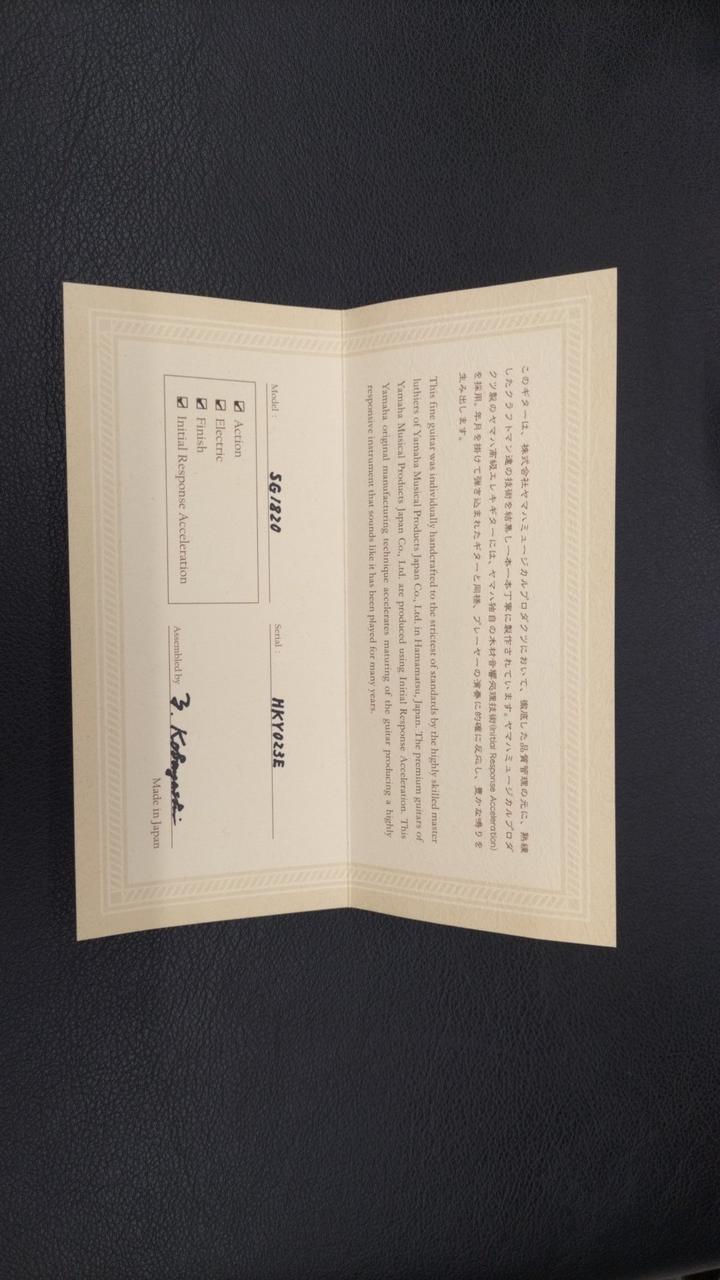 このギターは、株式会社ヤマハミュージカルプロダクツにおいて、徹底した品質管理の元に、熟練
したクラフトマン達の技術を結集し一本一本丁寧に製作されています。ヤマハミュージカルプロダ
クツ製のヤマハ高級エレキギターには、ヤマハ独自の木材音響処理技術(Initial Response Acceleration)
を採用。年月を掛けて弾き込まれたギターと同様、プレーヤーの演奏に的確に反応し、豊かな鳴りを
生み出します。
This fine guitar was individually handcrafted to the strictest of standards by the highly skilled master
luthiers of Yamaha Musical Products Japan Co., Ltd. in Hamamatsu, Japan. The premium guitars of
Yamaha Musical Products Japan Co., Ltd. are produced using Initial Response Acceleration. This
Yamaha original manufacturing technique accelerates maturing of the guitar producing a highly
responsive instrument that sounds like it has been played for many years.
Model : SG1820 Serial : HKY023E
Action
Electric
Finish
Initial Response Acceleration
Assembled by Kobayashi
Made in Japan